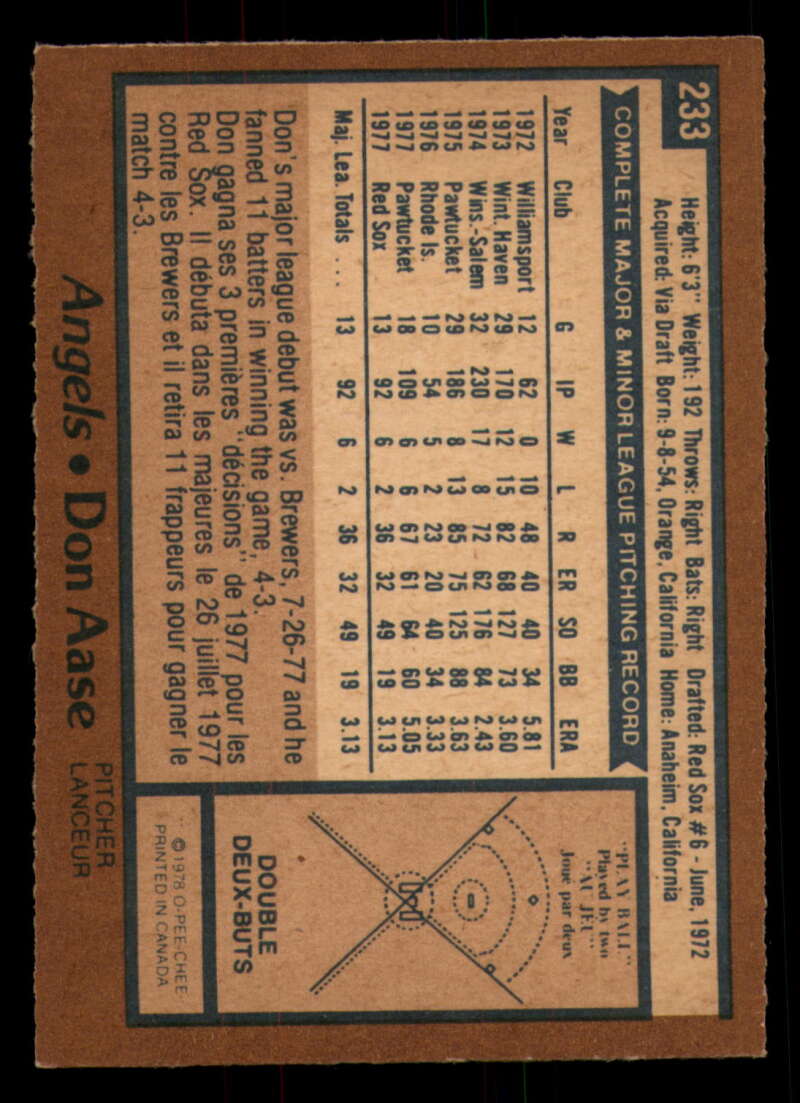 233
Height: 6'3" Weight: 192 Throws: Right Bats: Right Drafted: Red Sox #6 - June, 1972
Acquired: Via Draft Born: 9-8-54, Orange, California Home: Anaheim, California
COMPLETE MAJOR & MINOR LEAGUE PITCHING RECORD
Year Club G IP W L R ER SO BB ERA
1972 Williamsport 12 62 0 10 48 40 40 34 5.81
1973 Wint. Haven 29 170 12 15 82 68 127 73 3.60
1974 Wins.-Salem 32 230 17 8 72 62 176 84 2.43
1975 Pawtucket 29 186 8 13 85 75 125 88 3.63
1976 Rhode Is. 10 54 5 2 23 20 40 34 3.33
1977 Pawtucket 18 109 6 6 67 61 64 60 5.05
1977 Red Sox 13 92 6 2 36 32 49 19 3.13
Maj. Lea. Totals ... 13 92 6 2 36 32 49 19 3.13
Don's major league debut was vs. Brewers, 7-26-77 and he
fanned 11 batters in winning the game, 4-3.
Don gagna ses 3 premières "décisions" de 1977 pour les
Red Sox. Il débuta dans les majeures le 26 juillet 1977
contre les Brewers et il retira 11 frappeurs pour gagner le
match 4-3.
"PLAY BALL"
Played by two
"AU JEU"
Joué par deux
DOUBLE
DEUX-BUTS
© 1978 O-PEE-CHEE
PRINTED IN CANADA
Angels • Don Aase
PITCHER
LANCEUR